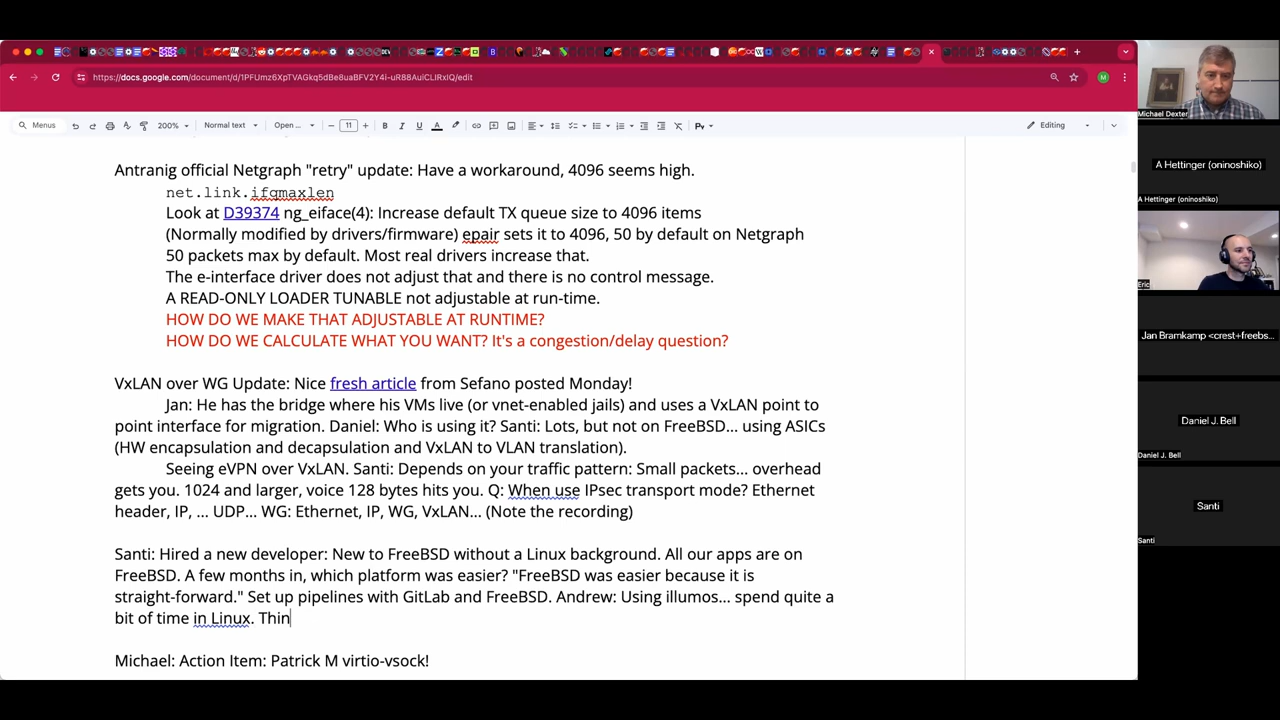 https://docs.google.com/document/d/1PFUmz6XpTVAGkq5dBe8uaBFV2Y4i-uR88AulCLlRxIQ/edit
M
Menus
200%
Normal text
Open ...
11
B
I
U
A
Editing
Antranig official Netgraph "retry" update: Have a workaround, 4096 seems high.
net.link.ifqmaxlen
Look at D39374 ng_eiface(4): Increase default TX queue size to 4096 items
(Normally modified by drivers/firmware) epair sets it to 4096, 50 by default on Netgraph
50 packets max by default. Most real drivers increase that.
The e-interface driver does not adjust that and there is no control message.
A READ-ONLY LOADER TUNABLE not adjustable at run-time.
HOW DO WE MAKE THAT ADJUSTABLE AT RUNTIME?
HOW DO WE CALCULATE WHAT YOU WANT? It's a congestion/delay question?
VxLAN over WG Update: Nice fresh article from Sefano posted Monday!
Jan: He has the bridge where his VMs live (or vnet-enabled jails) and uses a VxLAN point to
point interface for migration. Daniel: Who is using it? Santi: Lots, but not on FreeBSD... using ASICs
(HW encapsulation and decapsulation and VxLAN to VLAN translation).
Seeing eVPN over VxLAN. Santi: Depends on your traffic pattern: Small packets... overhead
gets you. 1024 and larger, voice 128 bytes hits you. Q: When use IPsec transport mode? Ethernet
header, IP, ... UDP... WG: Ethernet, IP, WG, VxLAN... (Note the recording)
Santi: Hired a new developer: New to FreeBSD without a Linux background. All our apps are on
FreeBSD. A few months in, which platform was easier? "FreeBSD was easier because it is
straight-forward." Set up pipelines with GitLab and FreeBSD. Andrew: Using illumos... spend quite a
bit of time in Linux. Thin
Michael: Action Item: Patrick M virtio-vsock!
Michael Dexter
A Hettinger (oninoshiko)
A Hettinger (oninoshiko)
Eric
Jan Bramkamp <crest+freebs...
Daniel J. Bell
Daniel J. Bell
Santi
Santi